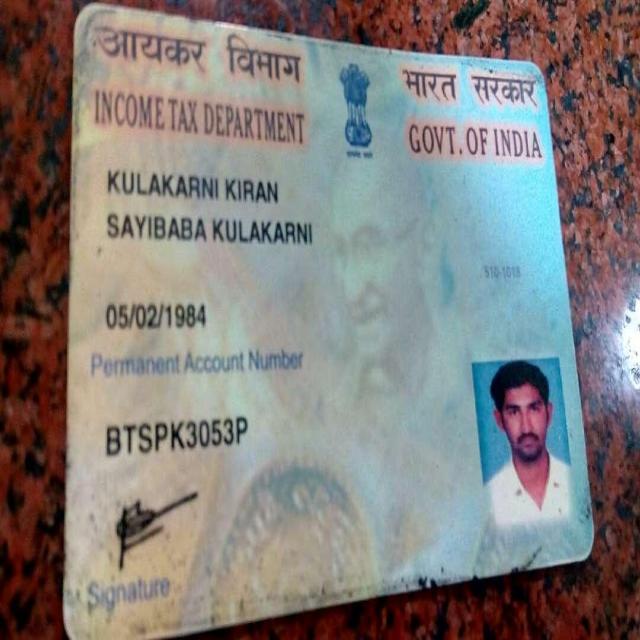 आयकर विभाग
भारत सरकार
INCOME TAX DEPARTMENT
GOVT. OF INDIA
KULAKARNI KIRAN
SAYIBABA KULAKARNI
510-1018
05/02/1984
Permanent Account Number
BTSPK3053P
Signature